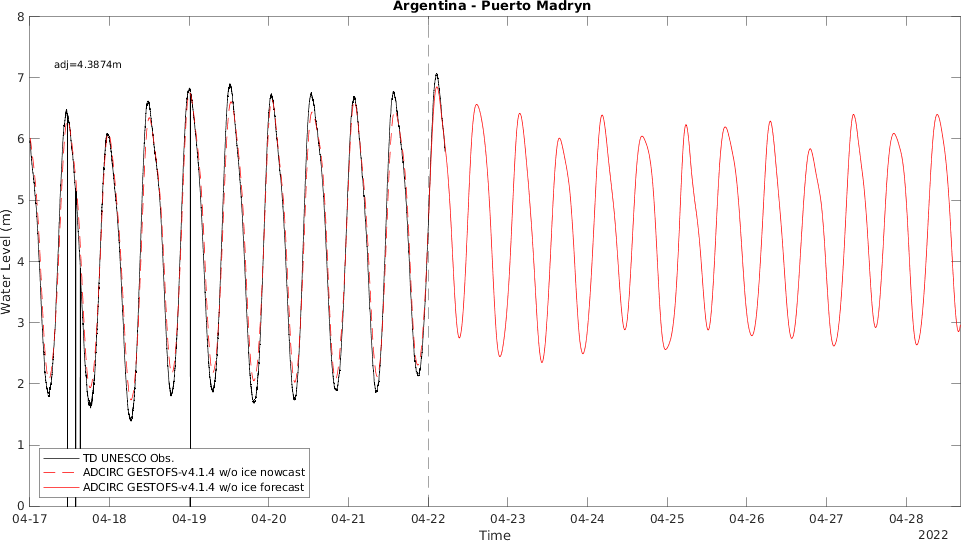 Argentina - Puerto Madryn
adj=4.3874m
Water Level (m)
8
7
6
5
4
3
2
1
0
TD UNESCO Obs.
ADCIRC GESTOFS-v4.1.4 w/o ice nowcast
ADCIRC GESTOFS-v4.1.4 w/o ice forecast
04-17 04-18 04-19 04-20 04-21 04-22 04-23 04-24 04-25 04-26 04-27 04-28
Time
2022